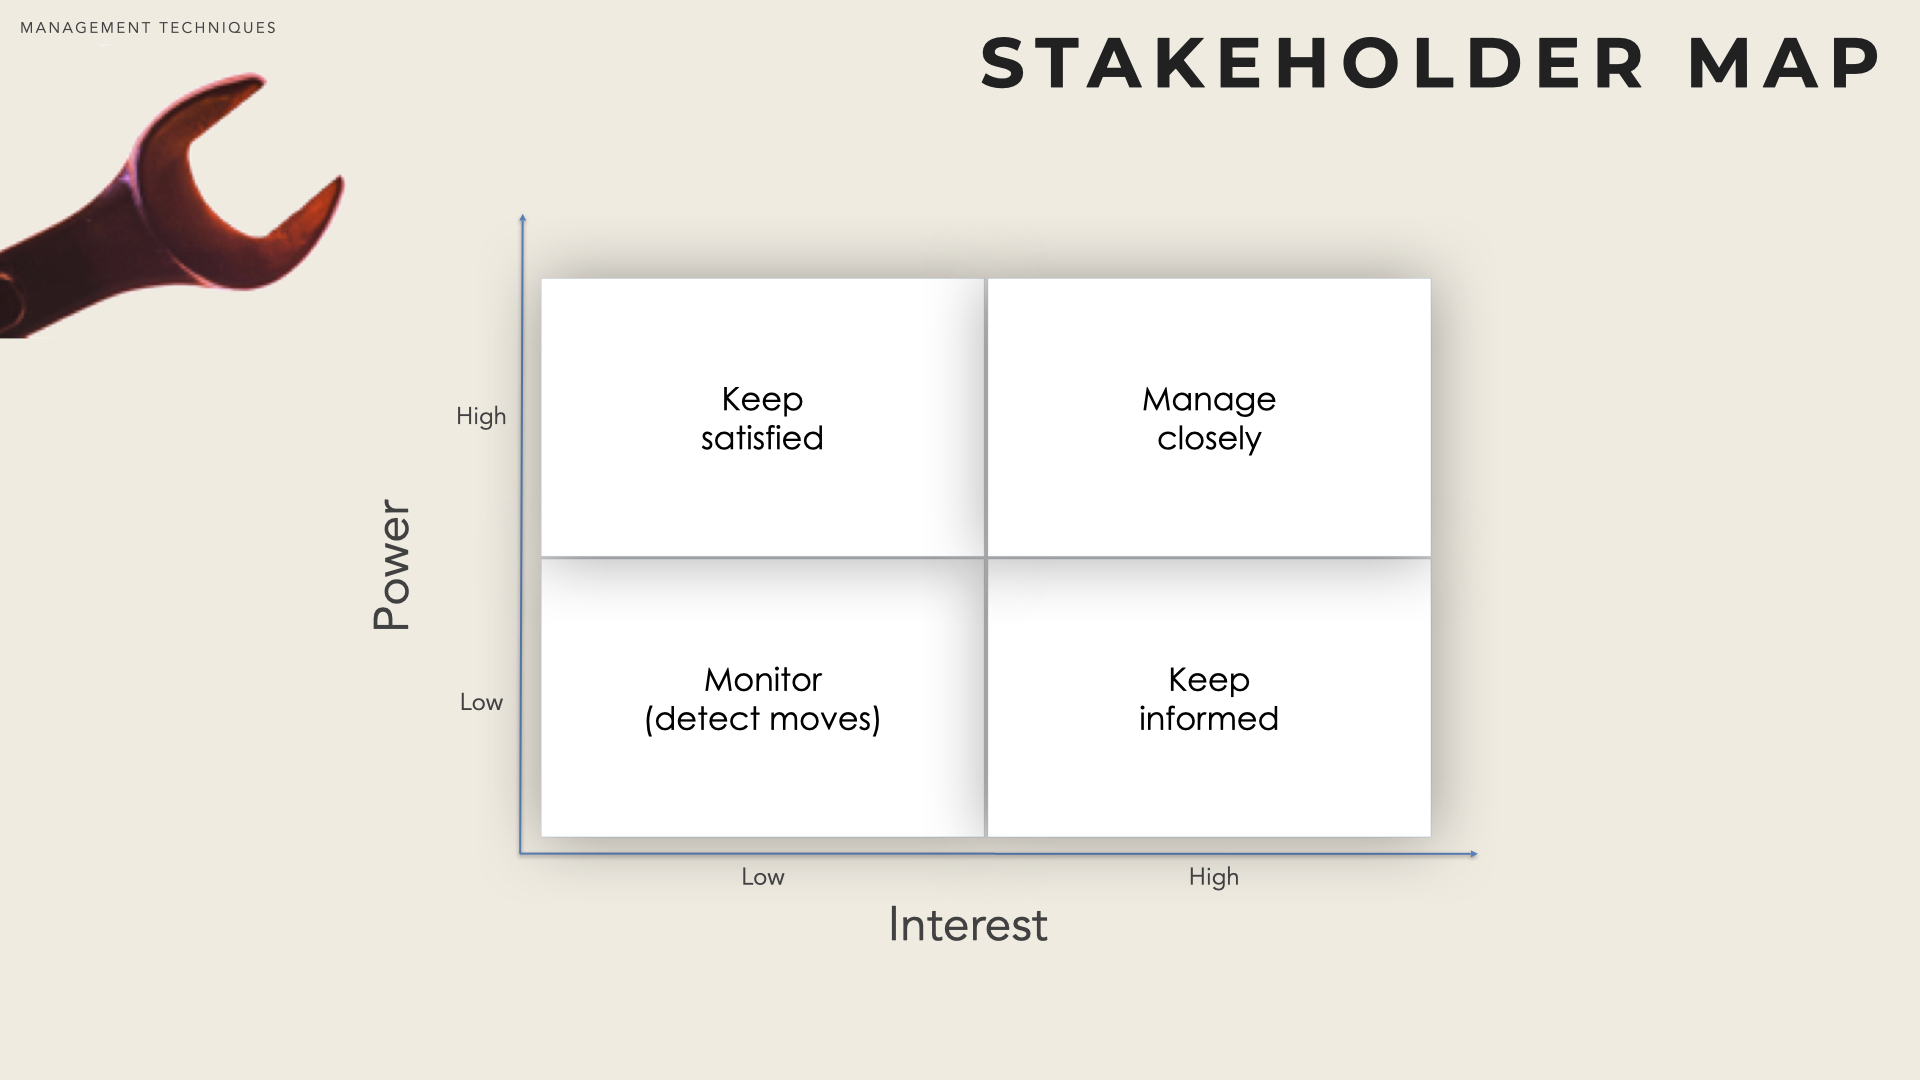 MANAGEMENT TECHNIQUES
STAKEHOLDER MAP
Keep
satisfied
Manage
closely
High
Power
Monitor
(detect moves)
Keep
informed
Low
Low
High
Interest